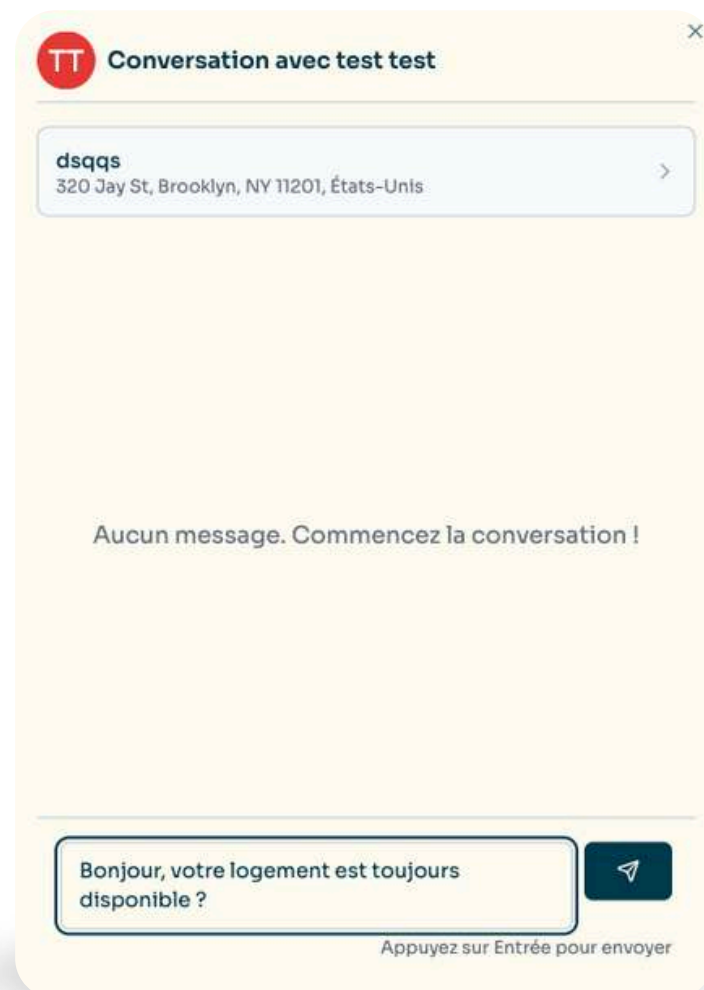 TT
Conversation avec test test
dsqqs
320 Jay St, Brooklyn, NY 11201, États-Unis
Aucun message. Commencez la conversation !
Bonjour, votre logement est toujours
disponible ?
Appuyez sur Entrée pour envoyer